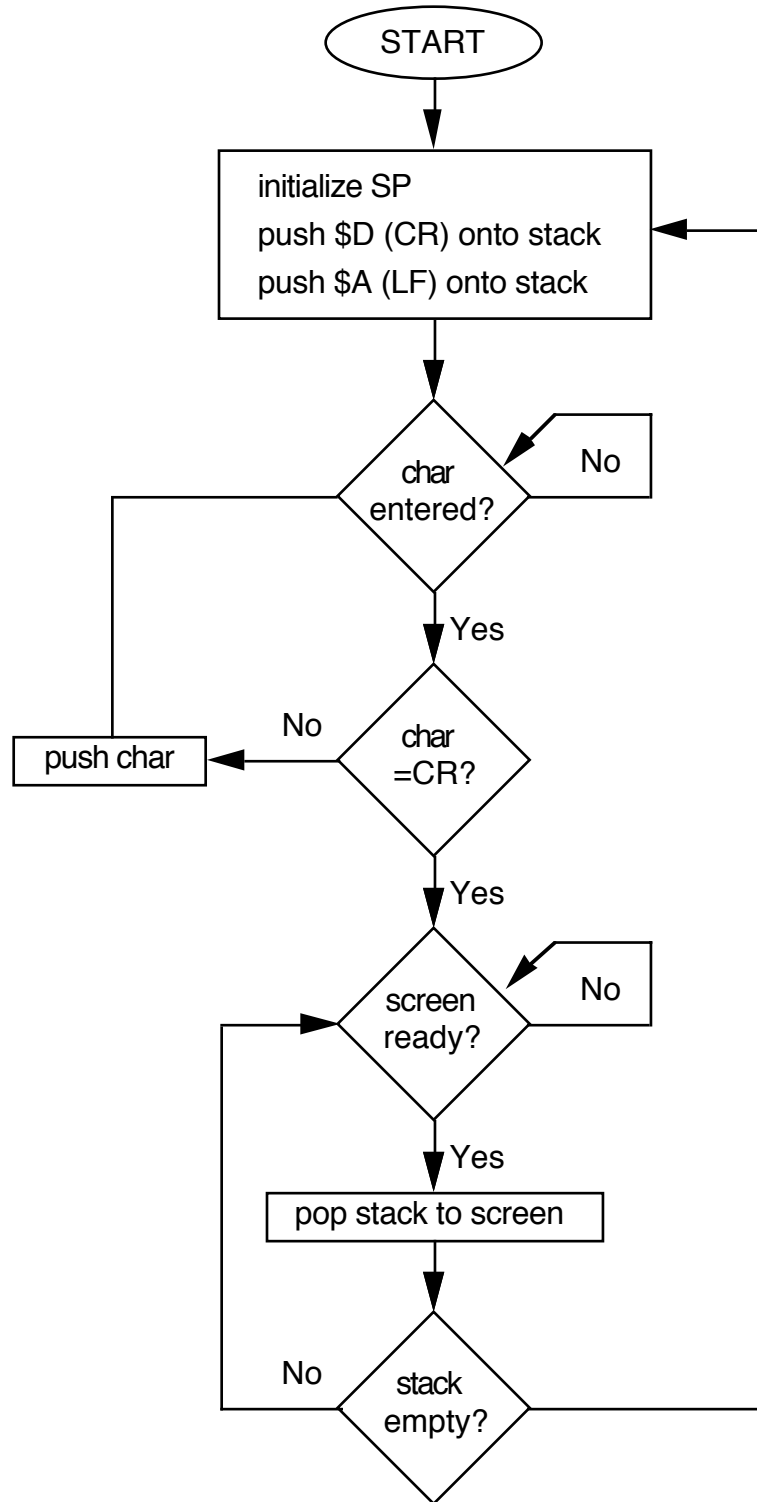 START
initialize SP
push $D (CR) onto stack
push $A (LF) onto stack
char
entered?
No
Yes
No
char
=CR?
push char
Yes
screen
ready?
No
Yes
pop stack to screen
No
stack
empty?